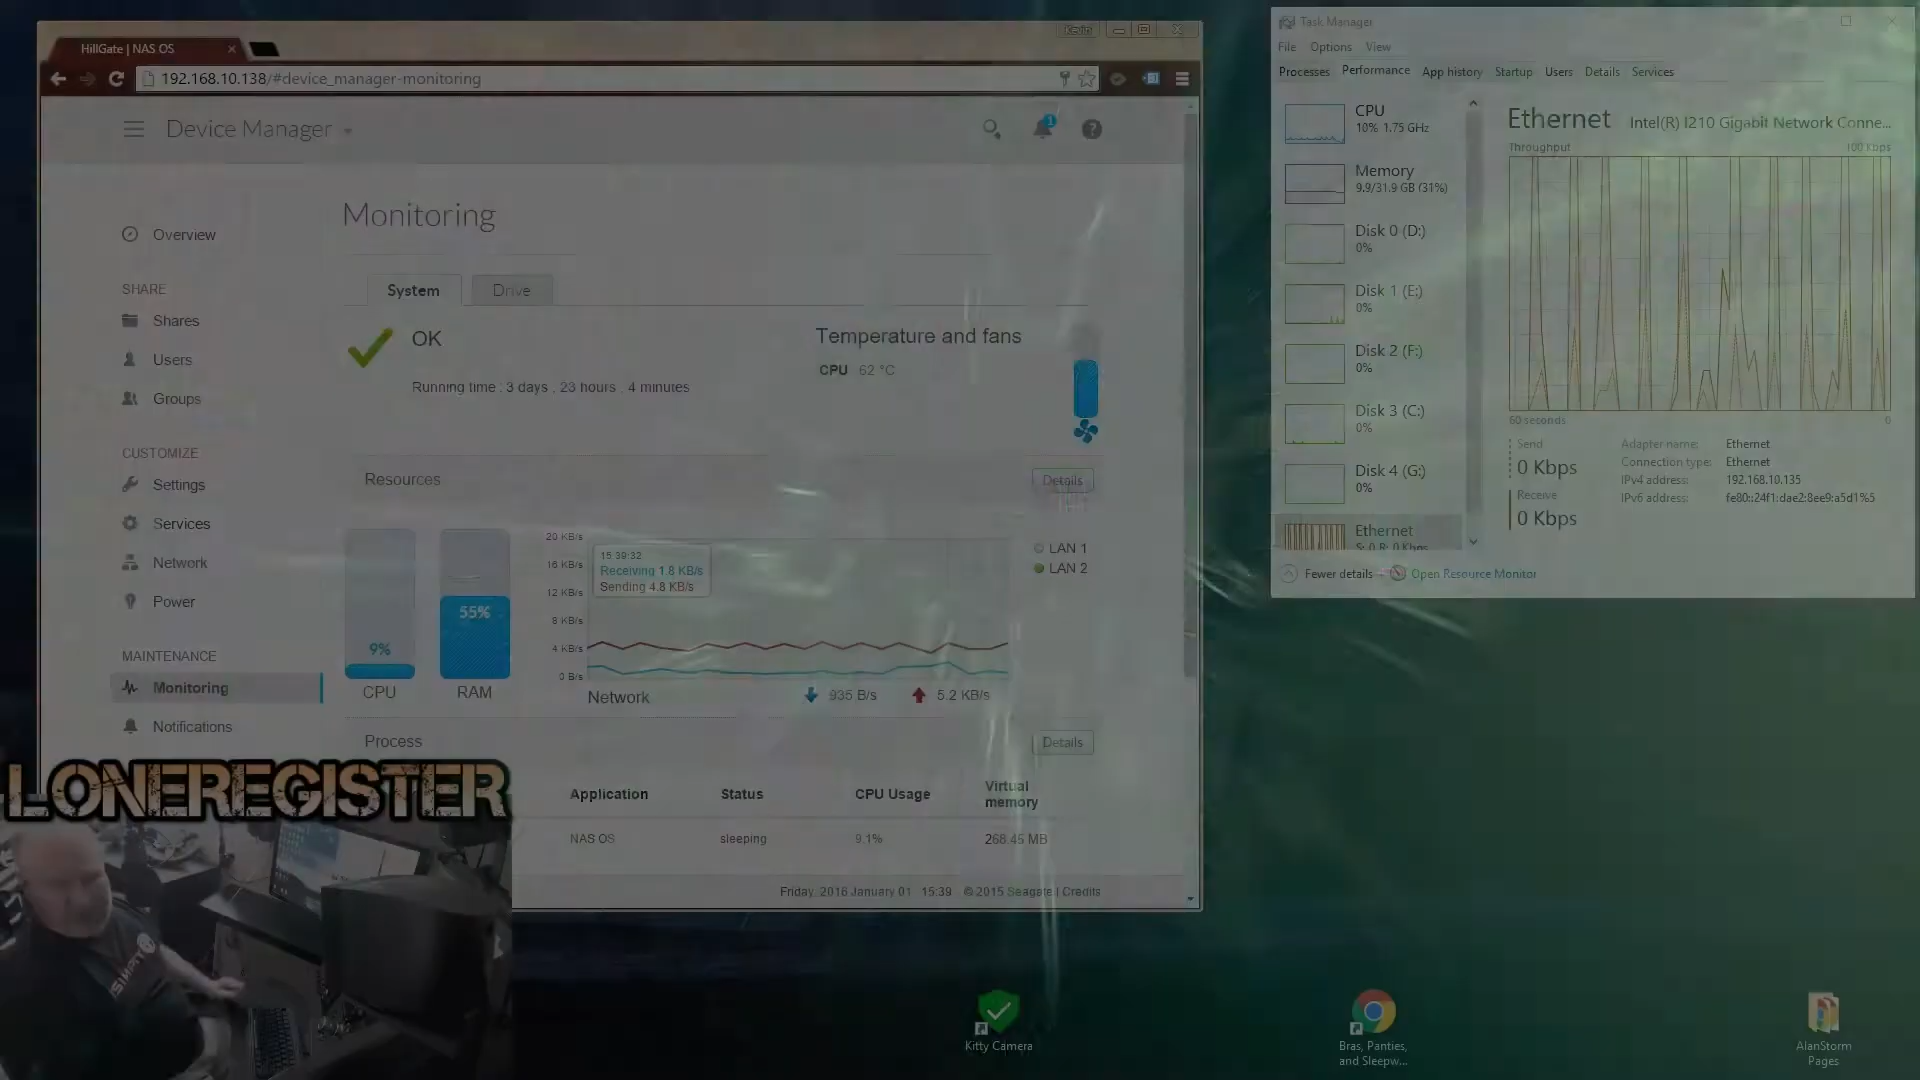 Kevin
HillGate | NAS OS
192.168.10.138/#device_manager-monitoring
Device Manager
1
?
Overview
SHARE
Shares
Users
Groups
CUSTOMIZE
Settings
Services
Network
Power
MAINTENANCE
Monitoring
Notifications
Monitoring
System
Drive
OK
Running time : 3 days , 23 hours , 4 minutes
Temperature and fans
CPU 62 °C
Resources
Details
9%
CPU
55%
RAM
20 KB/s
16 KB/s
12 KB/s
8 KB/s
4 KB/s
0 B/s
15:39:32
Receiving 1.8 KB/s
Sending 4.8 KB/s
LAN 1
LAN 2
Network
935 B/s
5.2 KB/s
Process
Details
Application Status CPU Usage Virtual memory
NAS OS sleeping 9.1% 268.45 MB
Friday, 2016 January 01 15:39 © 2015 Seagate | Credits
LONEREGISTER
Task Manager
File Options View
Processes Performance App history Startup Users Details Services
CPU
10% 1.75 GHz
Memory
9.9/31.9 GB (31%)
Disk 0 (D:)
0%
Disk 1 (E:)
0%
Disk 2 (F:)
0%
Disk 3 (C:)
0%
Disk 4 (G:)
0%
Ethernet
S: 0 R: 0 Kbps
Ethernet
Intel(R) I210 Gigabit Network Conne...
Throughput
100 Kbps
60 seconds
0
Send
0 Kbps
Receive
0 Kbps
Adapter name: Ethernet
Connection type: Ethernet
IPv4 address: 192.168.10.135
IPv6 address: fe80::24f1:dae2:8ee9:a5d1%5
Fewer details
Open Resource Monitor
Kitty Camera
Bras, Panties,
and Sleepw...
AlanStorm
Pages